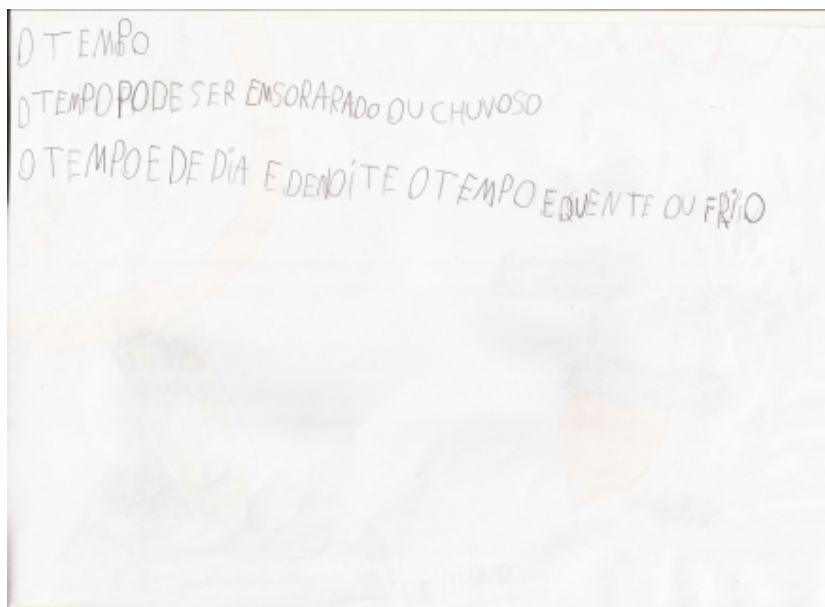 O TEMPO
O TEMPO PODE SER ENSORARADO OU CHUVOSO
O TEMPO E DE DIA E DE NOITE O TEMPO E QUENTE OU FRIO